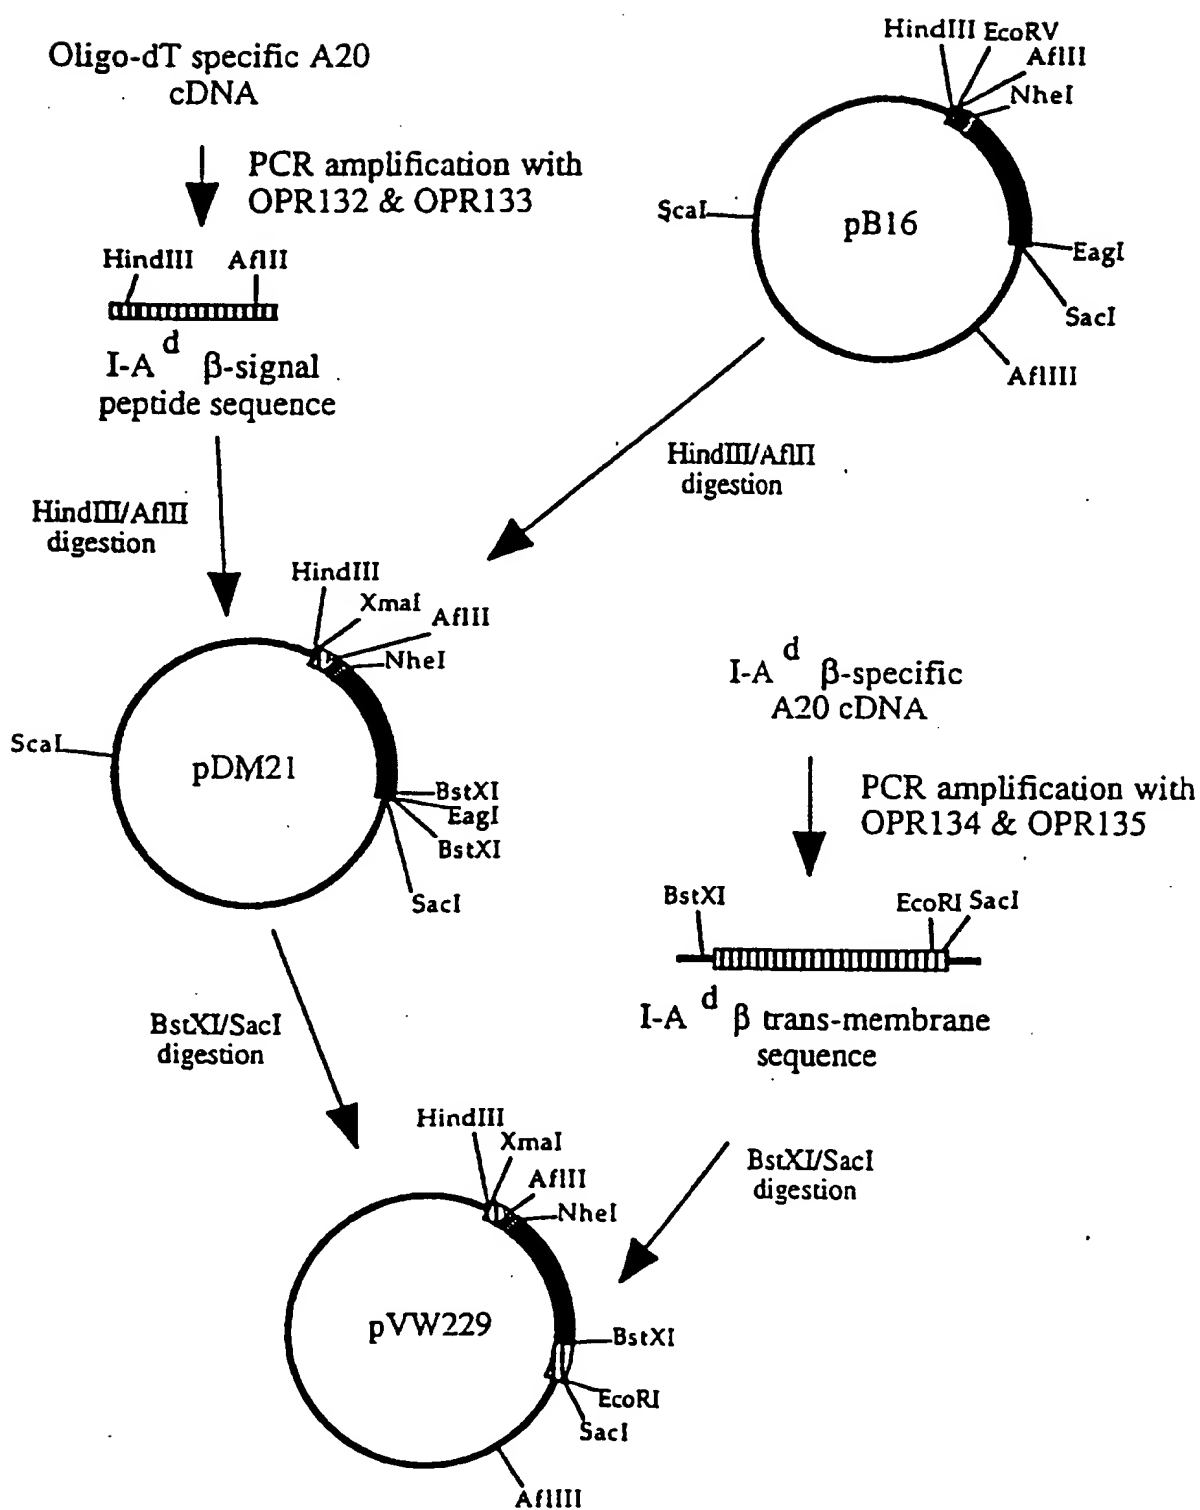 Oligo-dT specific A20
cDNA
PCR amplification with
OPR132 & OPR133
HindIII AflII
I-A d β-signal
peptide sequence
HindIII/AflII
digestion
HindIII EcoRV
AflII
NheI
ScaI
pB16
EagI
SacI
AflIII
HindIII/AflII
digestion
HindIII
XmaI
AflII
NheI
ScaI
pDM21
BstXI
EagI
BstXI
SacI
I-A d β-specific
A20 cDNA
PCR amplification with
OPR134 & OPR135
BstXI
EcoRI SacI
I-A d β trans-membrane
sequence
BstXI/SacI
digestion
BstXI/SacI
digestion
HindIII
XmaI
AflII
NheI
pVW229
BstXI
EcoRI
SacI
AflIII